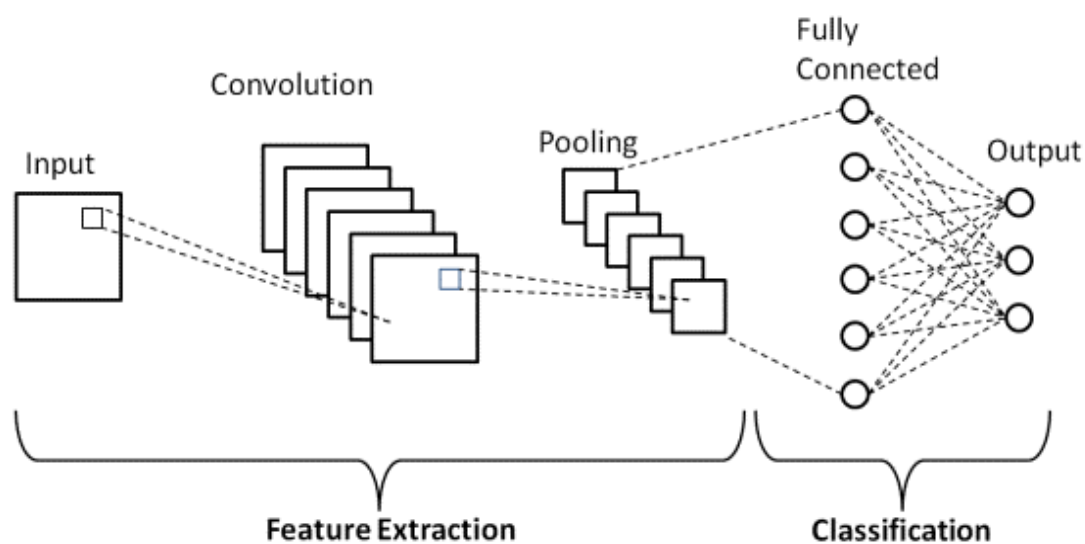 Input
Convolution
Pooling
Fully
Connected
Output
Feature Extraction
Classification